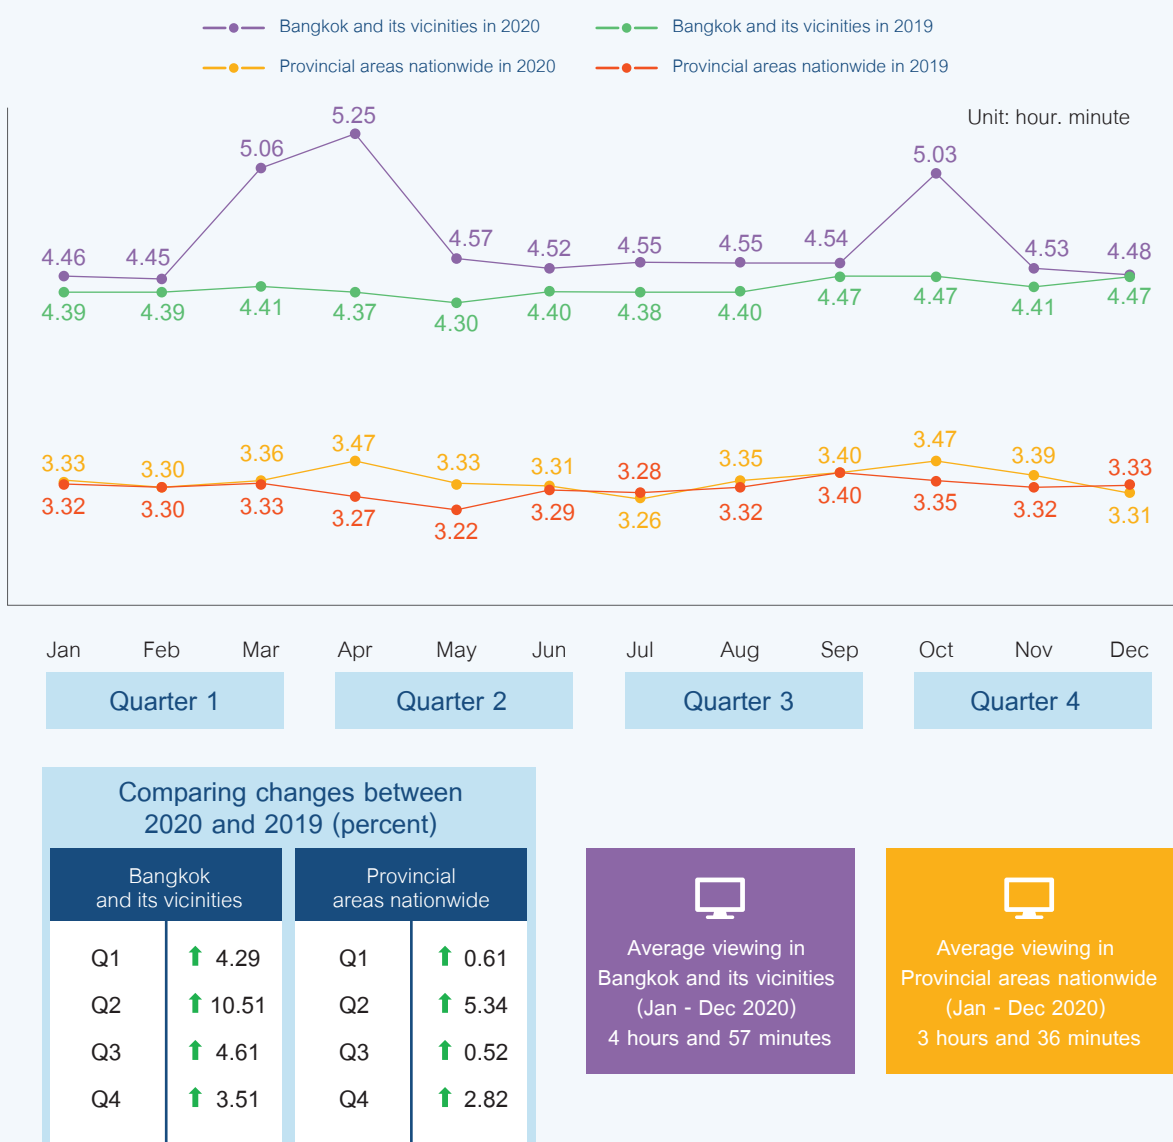 Bangkok and its vicinities in 2020
Bangkok and its vicinities in 2019
Provincial areas nationwide in 2020
Provincial areas nationwide in 2019
Unit: hour. minute
4.46 4.45 5.06 5.25 4.57 4.52 4.55 4.55 4.54 5.03 4.53 4.48
4.39 4.39 4.41 4.37 4.30 4.40 4.38 4.40 4.47 4.47 4.41 4.47
3.33 3.30 3.36 3.47 3.33 3.31 3.28 3.35 3.40 3.47 3.39 3.33
3.32 3.30 3.33 3.27 3.22 3.29 3.26 3.32 3.40 3.35 3.32 3.31
Jan Feb Mar Apr May Jun Jul Aug Sep Oct Nov Dec
Quarter 1 Quarter 2 Quarter 3 Quarter 4
Comparing changes between
2020 and 2019 (percent)
Bangkok
and its vicinities
Q1 4.29
Q2 10.51
Q3 4.61
Q4 3.51
Provincial
areas nationwide
Q1 0.61
Q2 5.34
Q3 0.52
Q4 2.82
Average viewing in
Bangkok and its vicinities
(Jan - Dec 2020)
4 hours and 57 minutes
Average viewing in
Provincial areas nationwide
(Jan - Dec 2020)
3 hours and 36 minutes